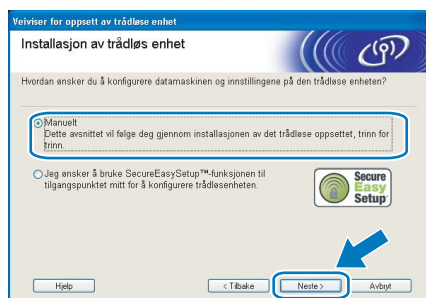 Veiviser for oppsett av trådløse enhet
Installasjon av trådløs enhet
Hvordan ønsker du å konfigurere datamaskinen og innstillingene på den trådløse enheten?
Manuelt
Dette avsnittet vil følge deg gjennom installasjonen av det trådløse oppsettet, trinn for
trinn.
Jeg ønsker å bruke SecureEasySetup™-funksjonen til
tilgangspunktet mitt for å konfigurere trådløsenheten.
Secure
Easy
Setup
Hjelp
< Tilbake
Neste >
Avbryt